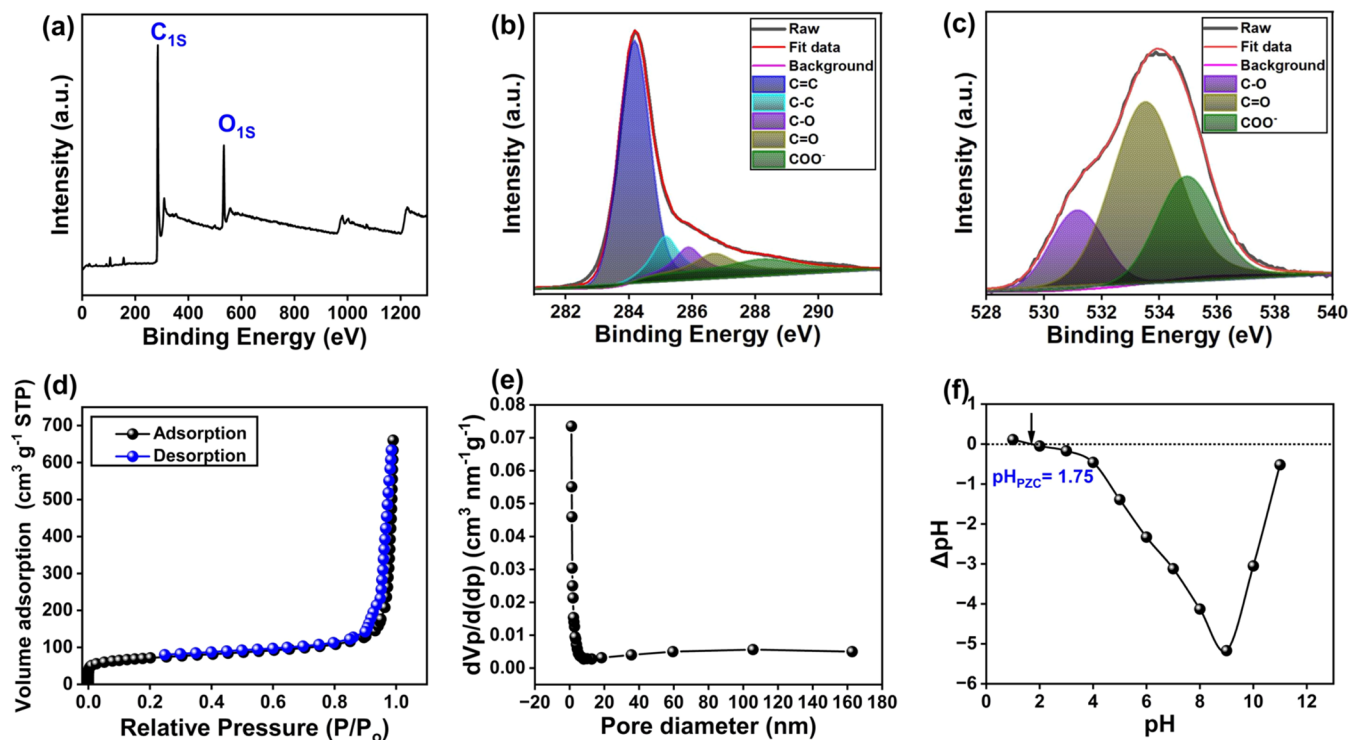 (a)
C1S
O1S
Intensity (a.u.)
0 200 400 600 800 1000 1200
Binding Energy (eV)
(b)
Raw
Fit data
Background
C=C
C-C
C-O
C=O
COO-
Intensity (a.u.)
282 284 286 288 290
Binding Energy (eV)
(c)
Raw
Fit data
Background
C-O
C=O
COO-
Intensity (a.u.)
528 530 532 534 536 538 540
Binding Energy (eV)
(d)
Adsorption
Desorption
Volume adsorption (cm3 g-1 STP)
700
600
500
400
300
200
100
0
0.0 0.2 0.4 0.6 0.8 1.0
Relative Pressure (P/Po)
(e)
dVp/d(dp) (cm3 nm-1g-1)
0.08
0.07
0.06
0.05
0.04
0.03
0.02
0.01
0.00
−20 0 20 40 60 80 100 120 140 160 180
Pore diameter (nm)
(f)
pHPZC= 1.75
ΔpH
1
0
−1
−2
−3
−4
−5
−6
0 2 4 6 8 10 12
pH